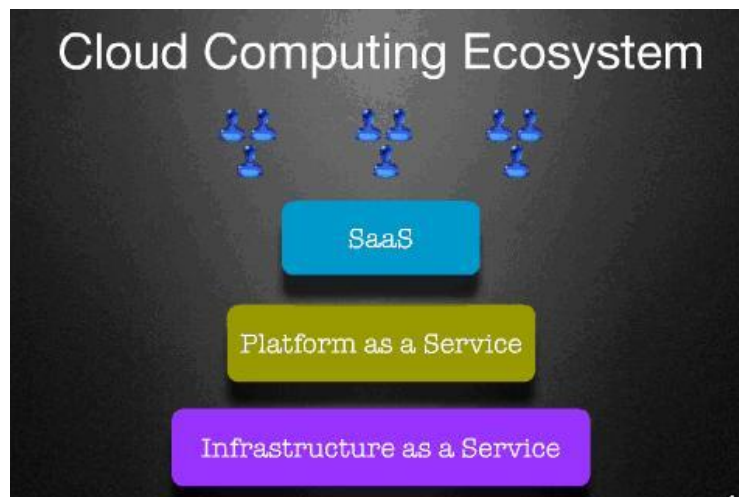 Cloud Computing Ecosystem
SaaS
Platform as a Service
Infrastructure as a Service